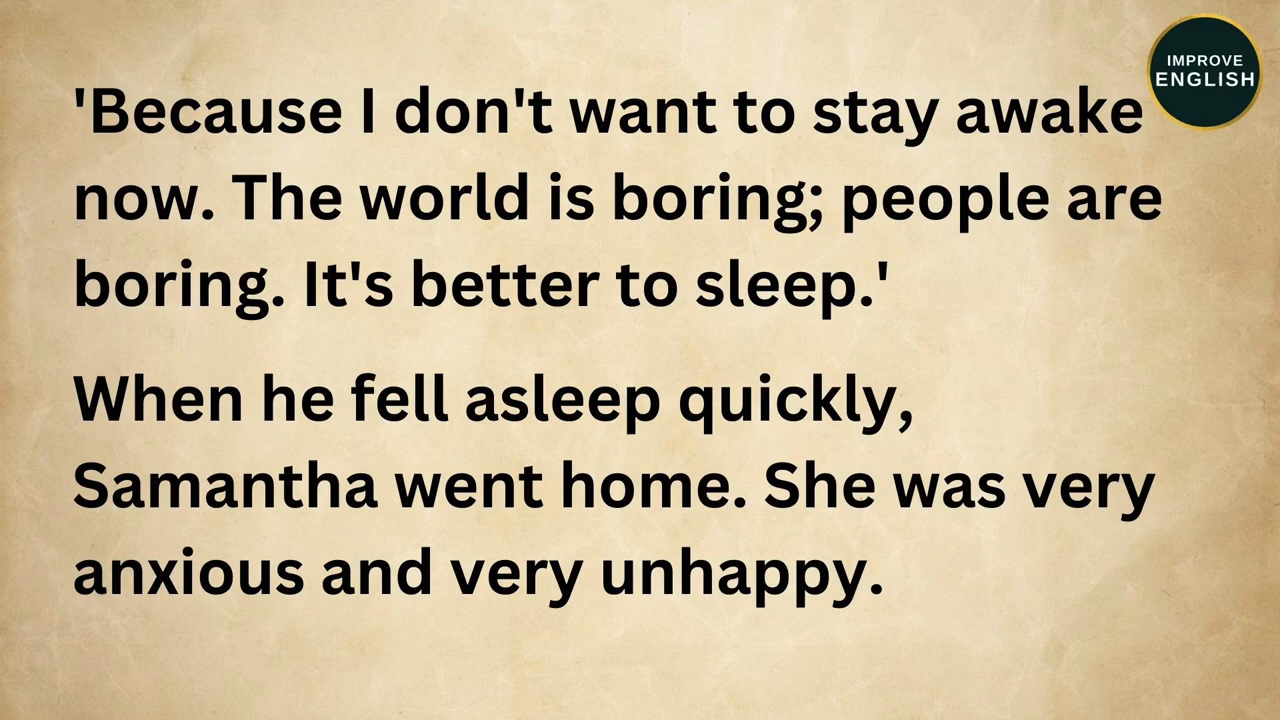 IMPROVE
ENGLISH
'Because I don't want to stay awake
now. The world is boring; people are
boring. It's better to sleep.'
When he fell asleep quickly,
Samantha went home. She was very
anxious and very unhappy.